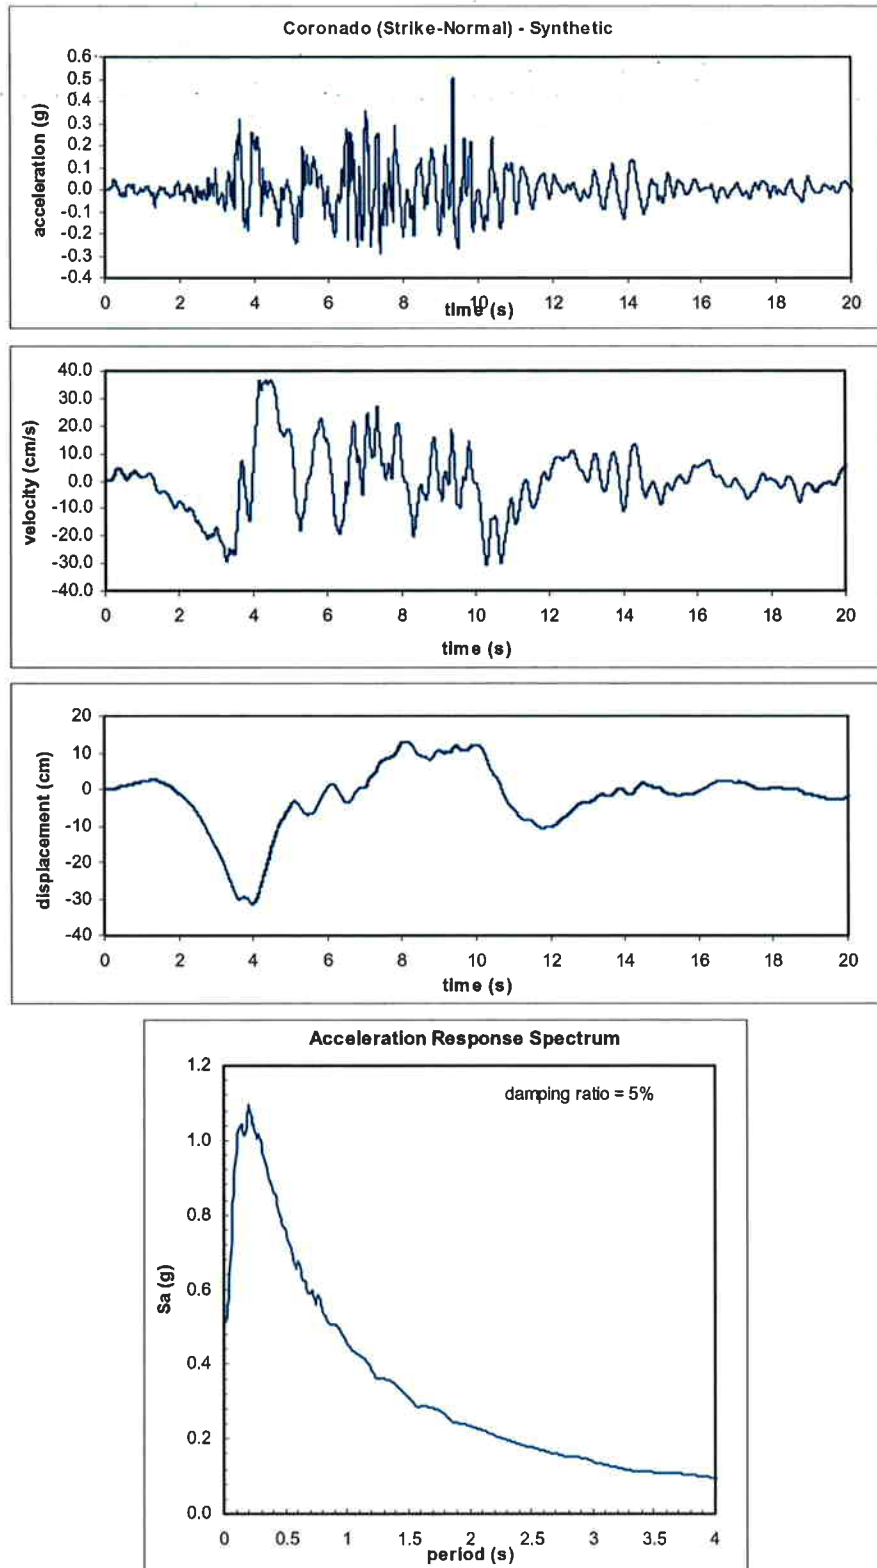 Coronado (Strike-Normal) - Synthetic
0.6
0.5
0.4
0.3
0.2
0.1
0.0
-0.1
-0.2
-0.3
-0.4
acceleration (g)
0 2 4 6 8 10 12 14 16 18 20
time (s)
40.0
30.0
20.0
10.0
0.0
-10.0
-20.0
-30.0
-40.0
velocity (cm/s)
0 2 4 6 8 10 12 14 16 18 20
time (s)
20
10
0
-10
-20
-30
-40
displacement (cm)
0 2 4 6 8 10 12 14 16 18 20
time (s)
Acceleration Response Spectrum
damping ratio = 5%
1.2
1.0
0.8
0.6
0.4
0.2
0.0
Sa (g)
0 0.5 1 1.5 2 2.5 3 3.5 4
period (s)